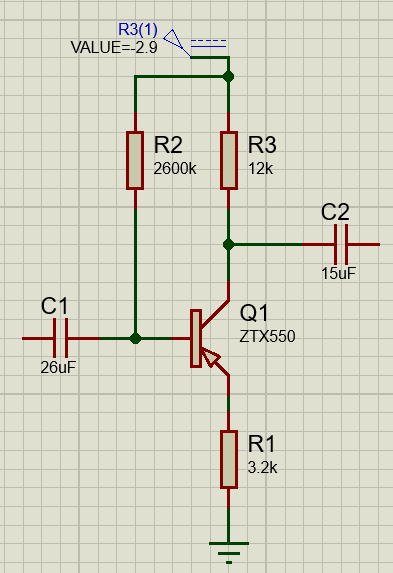 R3(1)
VALUE=-2.9
R2
2600k
R3
12k
C2
15uF
C1
26uF
Q1
ZTX550
R1
3.2k